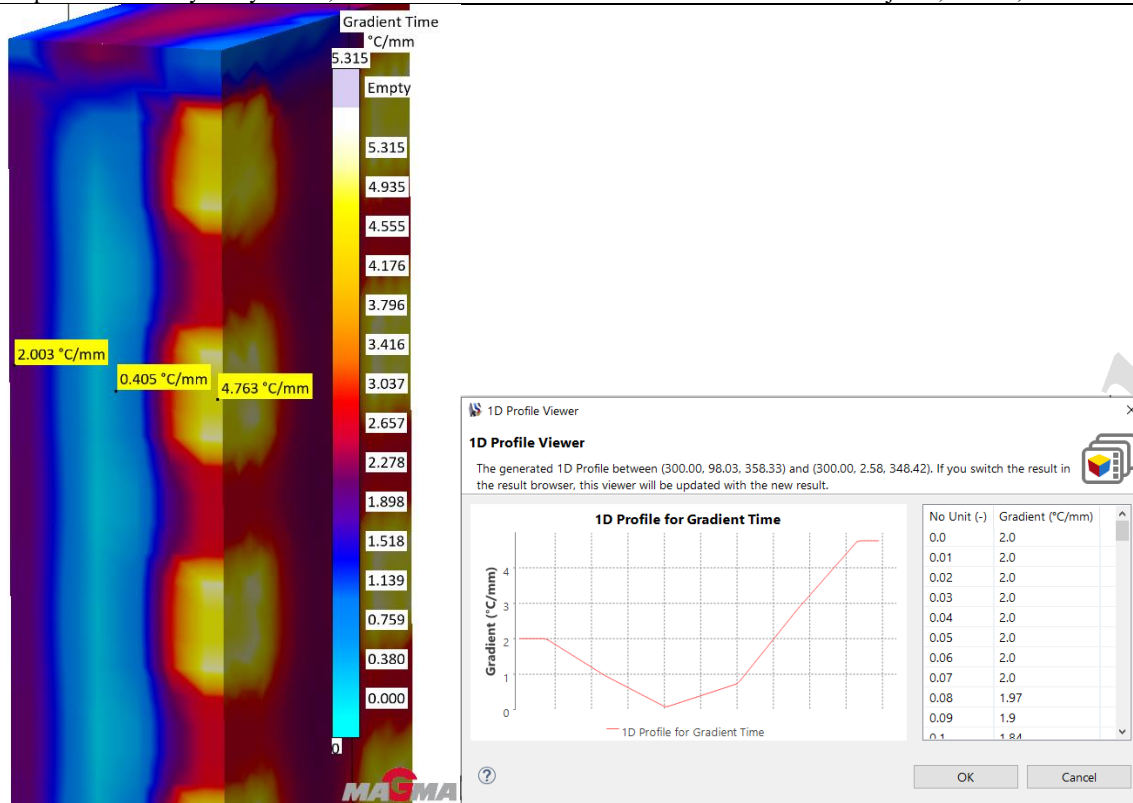 Gradient Time
°C/mm
5.315
Empty
5.315
4.935
4.555
4.176
3.796
3.416
3.037
2.657
2.278
1.898
1.518
1.139
0.759
0.380
0.000
0
2.003 °C/mm
0.405 °C/mm
4.763 °C/mm
MAGMA
1D Profile Viewer
1D Profile Viewer
The generated 1D Profile between (300.00, 98.03, 358.33) and (300.00, 2.58, 348.42). If you switch the result in
the result browser, this viewer will be updated with the new result.
1D Profile for Gradient Time
Gradient (°C/mm)
4
3
2
1
0
1D Profile for Gradient Time
No Unit (-) Gradient (°C/mm)
0.0 2.0
0.01 2.0
0.02 2.0
0.03 2.0
0.04 2.0
0.05 2.0
0.06 2.0
0.07 2.0
0.08 1.97
0.09 1.9
0.1 1.84
?
OK Cancel